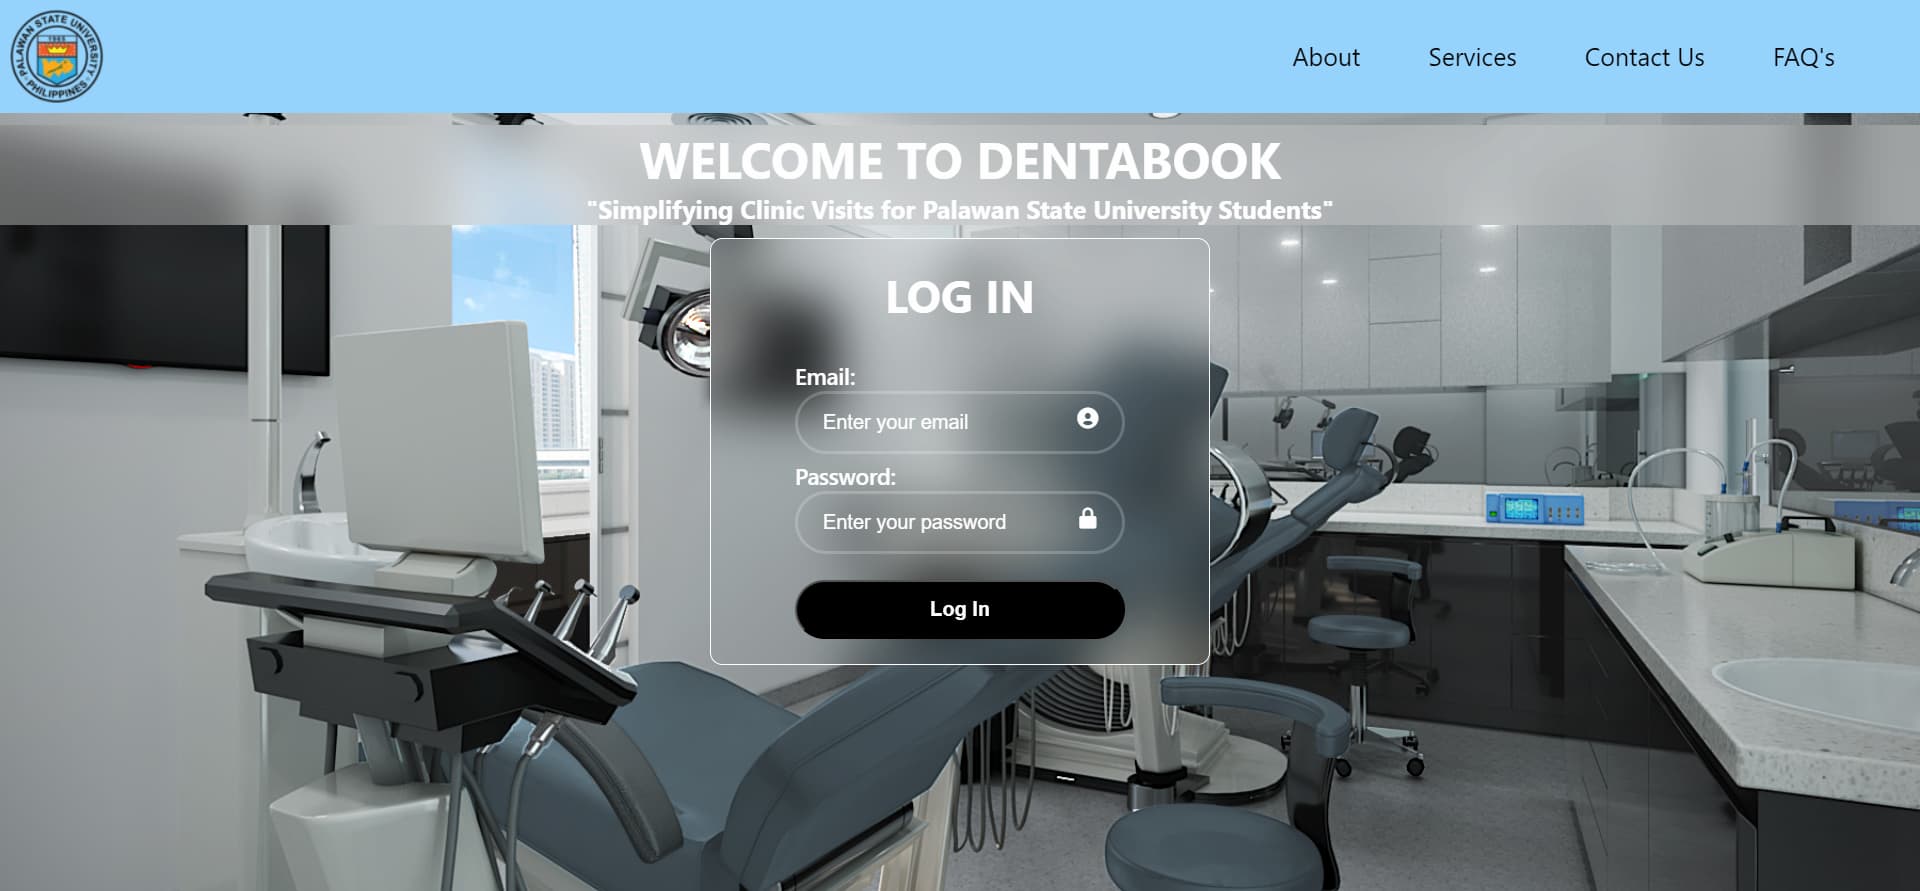 PALAWAN STATE UNIVERSITY
1965
PHILIPPINES
About
Services
Contact Us
FAQ's
WELCOME TO DENTABOOK
"Simplifying Clinic Visits for Palawan State University Students"
LOG IN
Email:
Enter your email
Password:
Enter your password
Log In